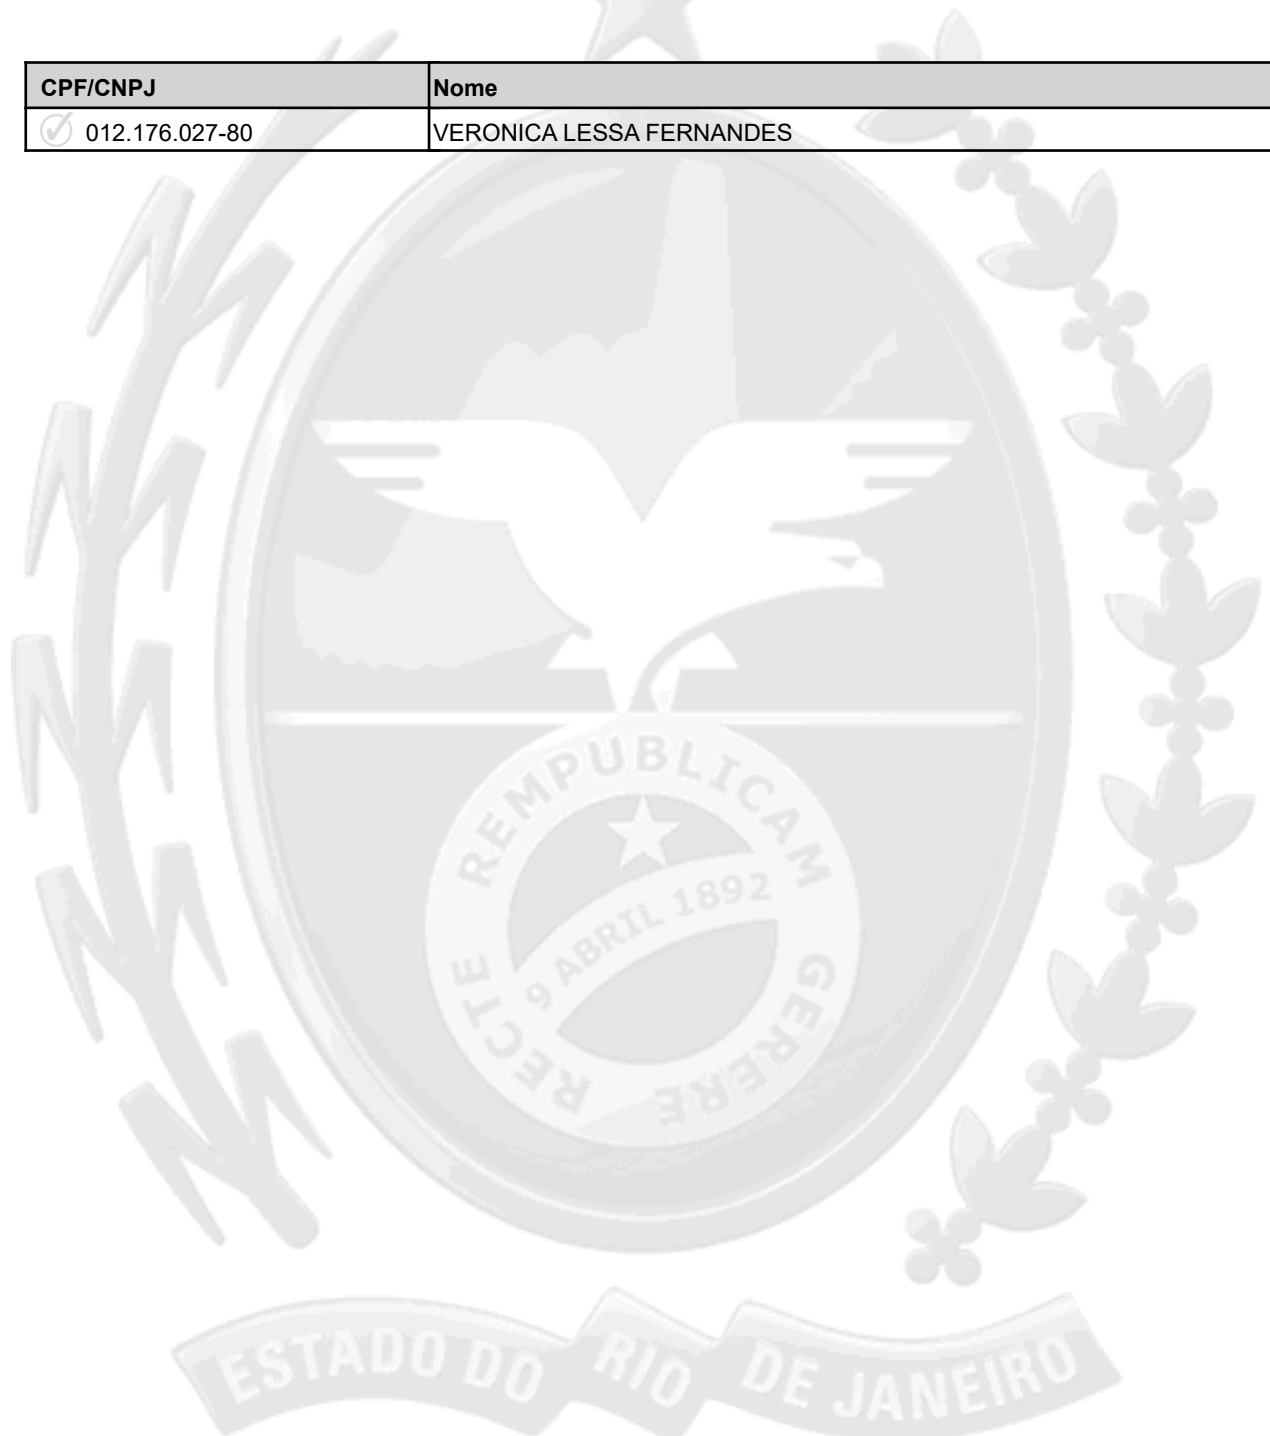 CPF/CNPJ Nome
012.176.027-80 VERONICA LESSA FERNANDES
REMPUBLICAM
9 ABRIL 1892
RECTE GERERE
ESTADO DO RIO DE JANEIRO